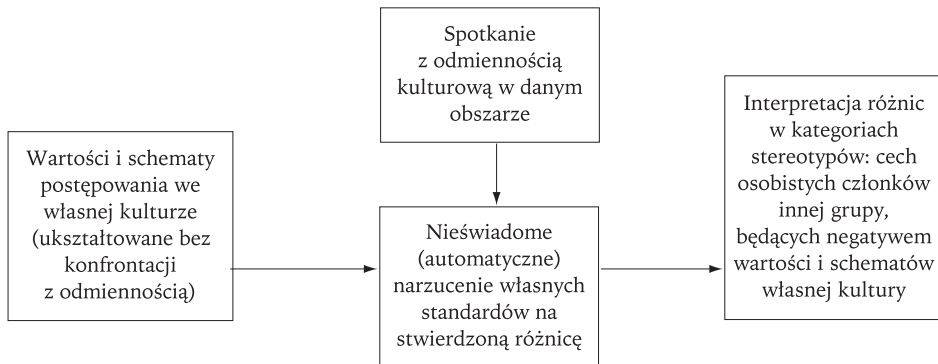 Spotkanie
z odmiennością
kulturową w danym
obszarze
Wartości i schematy
postępowania we
własnej kulturze
(ukształtowane bez
konfrontacji
z odmiennością)
Nieświadome
(automatyczne)
narzucenie własnych
standardów na
stwierdzoną różnicę
Interpretacja różnic
w kategoriach
stereotypów: cech
osobistych członków
innej grupy,
będących negatywem
wartości i schematów
własnej kultury